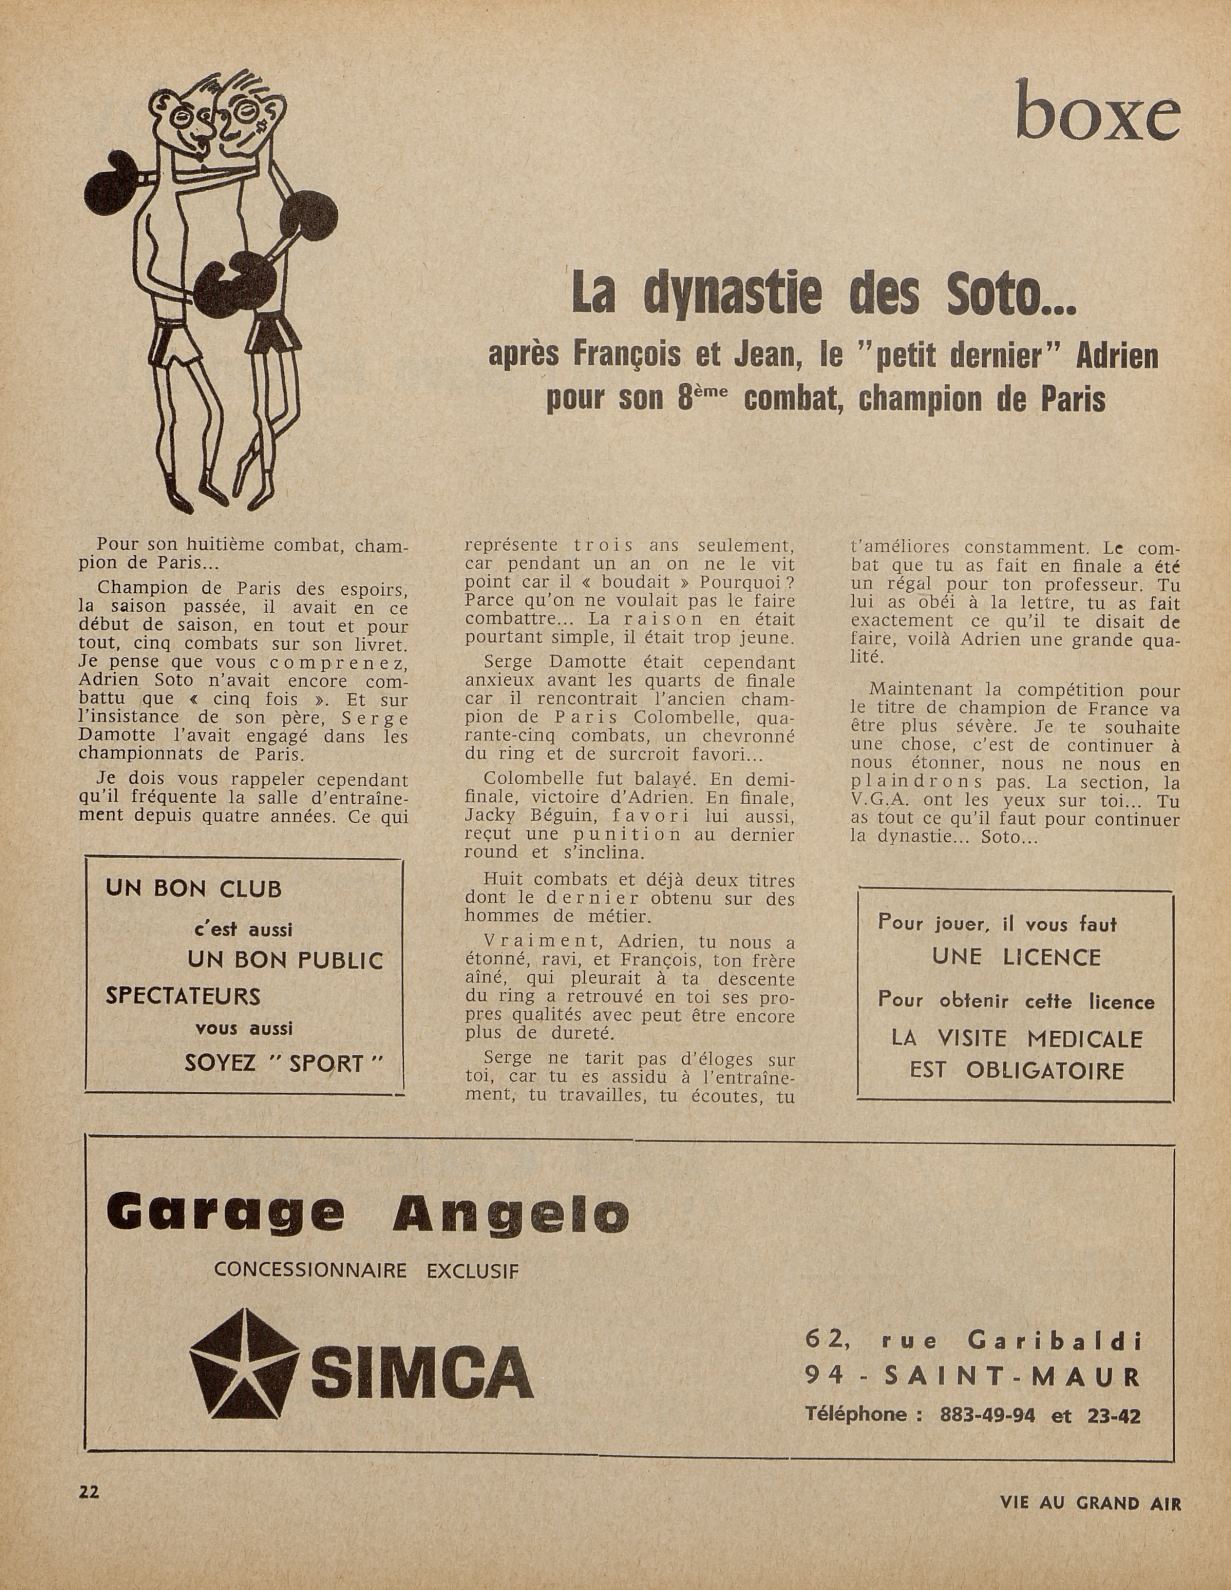 boxe
La dynastie des Soto...
après François et Jean, le "petit dernier" Adrien
pour son 8ème combat, champion de Paris
Pour son huitième combat, cham-
pion de Paris...
Champion de Paris des espoirs,
la saison passée, il avait en ce
début de saison, en tout et pour
tout, cinq combats sur son livret.
Je pense que vous comprenez,
Adrien Soto n'avait encore com-
battu que « cinq fois ». Et sur
l'insistance de son père, Serge
Damotte l'avait engagé dans les
championnats de Paris.
Je dois vous rappeler cependant
qu'il fréquente la salle d'entraîne-
ment depuis quatre années. Ce qui
représente trois ans seulement,
car pendant un an on ne le vit
point car il « boudait » Pourquoi ?
Parce qu'on ne voulait pas le faire
combattre... La raison en était
pourtant simple, il était trop jeune.
Serge Damotte était cependant
anxieux avant les quarts de finale
car il rencontrait l'ancien cham-
pion de Paris Colombelle, qua-
rante-cinq combats, un chevronné
du ring et de surcroit favori...
Colombelle fut balayé. En demi-
finale, victoire d'Adrien. En finale,
Jacky Béguin, favori lui aussi,
reçut une punition au dernier
round et s'inclina.
Huit combats et déjà deux titres
dont le dernier obtenu sur des
hommes de métier.
Vraiment, Adrien, tu nous a
étonné, ravi, et François, ton frère
aîné, qui pleurait à ta descente
du ring a retrouvé en toi ses pro-
pres qualités avec peut être encore
plus de dureté.
Serge ne tarit pas d'éloges sur
toi, car tu es assidu à l'entraîne-
ment, tu travailles, tu écoutes, tu
t'améliores constamment. Le com-
bat que tu as fait en finale a été
un régal pour ton professeur. Tu
lui as obéi à la lettre, tu as fait
exactement ce qu'il te disait de
faire, voilà Adrien une grande qua-
lité.
Maintenant la compétition pour
le titre de champion de France va
être plus sévère. Je te souhaite
une chose, c'est de continuer à
nous étonner, nous ne nous en
plaindrons pas. La section, la
V.G.A. ont les yeux sur toi... Tu
as tout ce qu'il faut pour continuer
la dynastie... Soto...
UN BON CLUB
c'est aussi
UN BON PUBLIC
SPECTATEURS
vous aussi
SOYEZ " SPORT "
Pour jouer, il vous faut
UNE LICENCE
Pour obtenir cette licence
LA VISITE MEDICALE
EST OBLIGATOIRE
Garage Angelo
CONCESSIONNAIRE EXCLUSIF
SIMCA
62, rue Garibaldi
94 - SAINT-MAUR
Téléphone : 883-49-94 et 23-42
22
VIE AU GRAND AIR